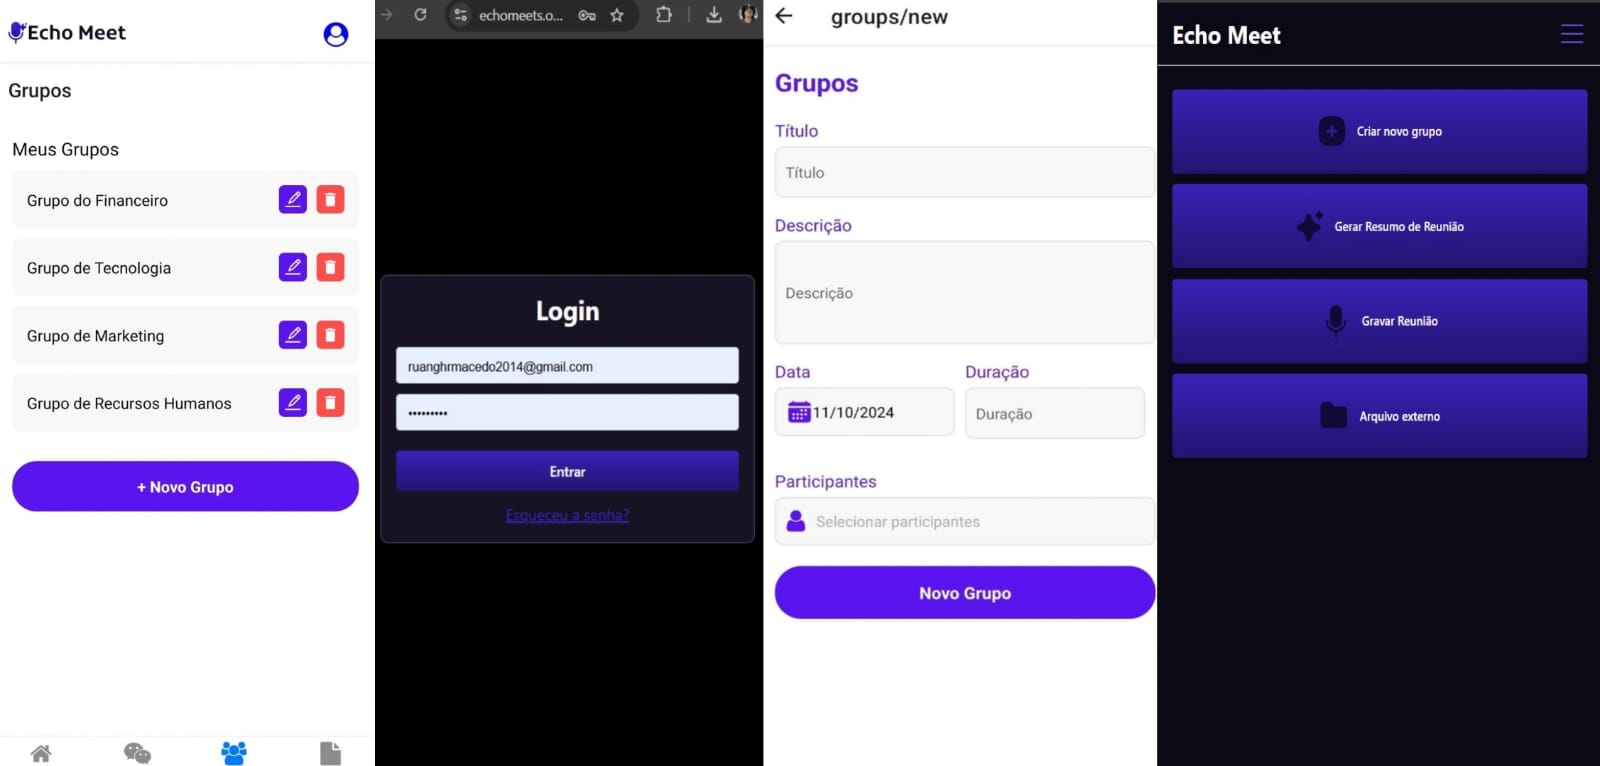 Echo Meet
Grupos
Meus Grupos
Grupo do Financeiro
Grupo de Tecnologia
Grupo de Marketing
Grupo de Recursos Humanos
+ Novo Grupo
echomeets.o...
Login
ruanghrmacedo2014@gmail.com
•••••••••
Entrar
Esqueceu a senha?
groups/new
Grupos
Título
Título
Descrição
Descrição
Data
Duração
11/10/2024
Duração
Participantes
Selecionar participantes
Novo Grupo
Echo Meet
Criar novo grupo
Gerar Resumo de Reunião
Gravar Reunião
Arquivo externo